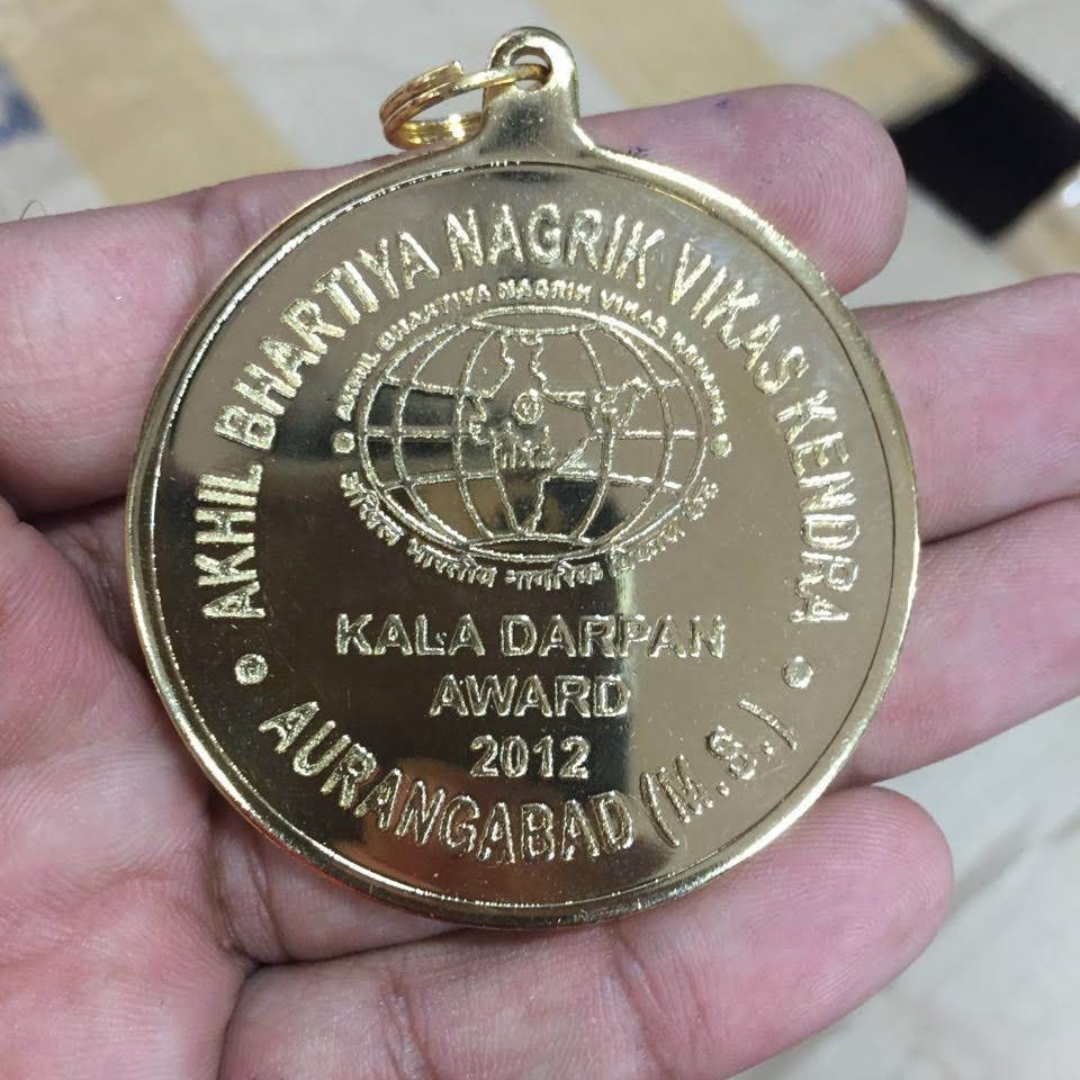 AKHIL BHARTIYA NAGRIK VIKAS KENDRA
AKHIL BHARTIYA NAGRIK VIKAS KENDRA
अखिल भारतीय नागरिक विकास केंद्र
KALA DARPAN
AWARD
2012
AURANGABAD (M.S.)